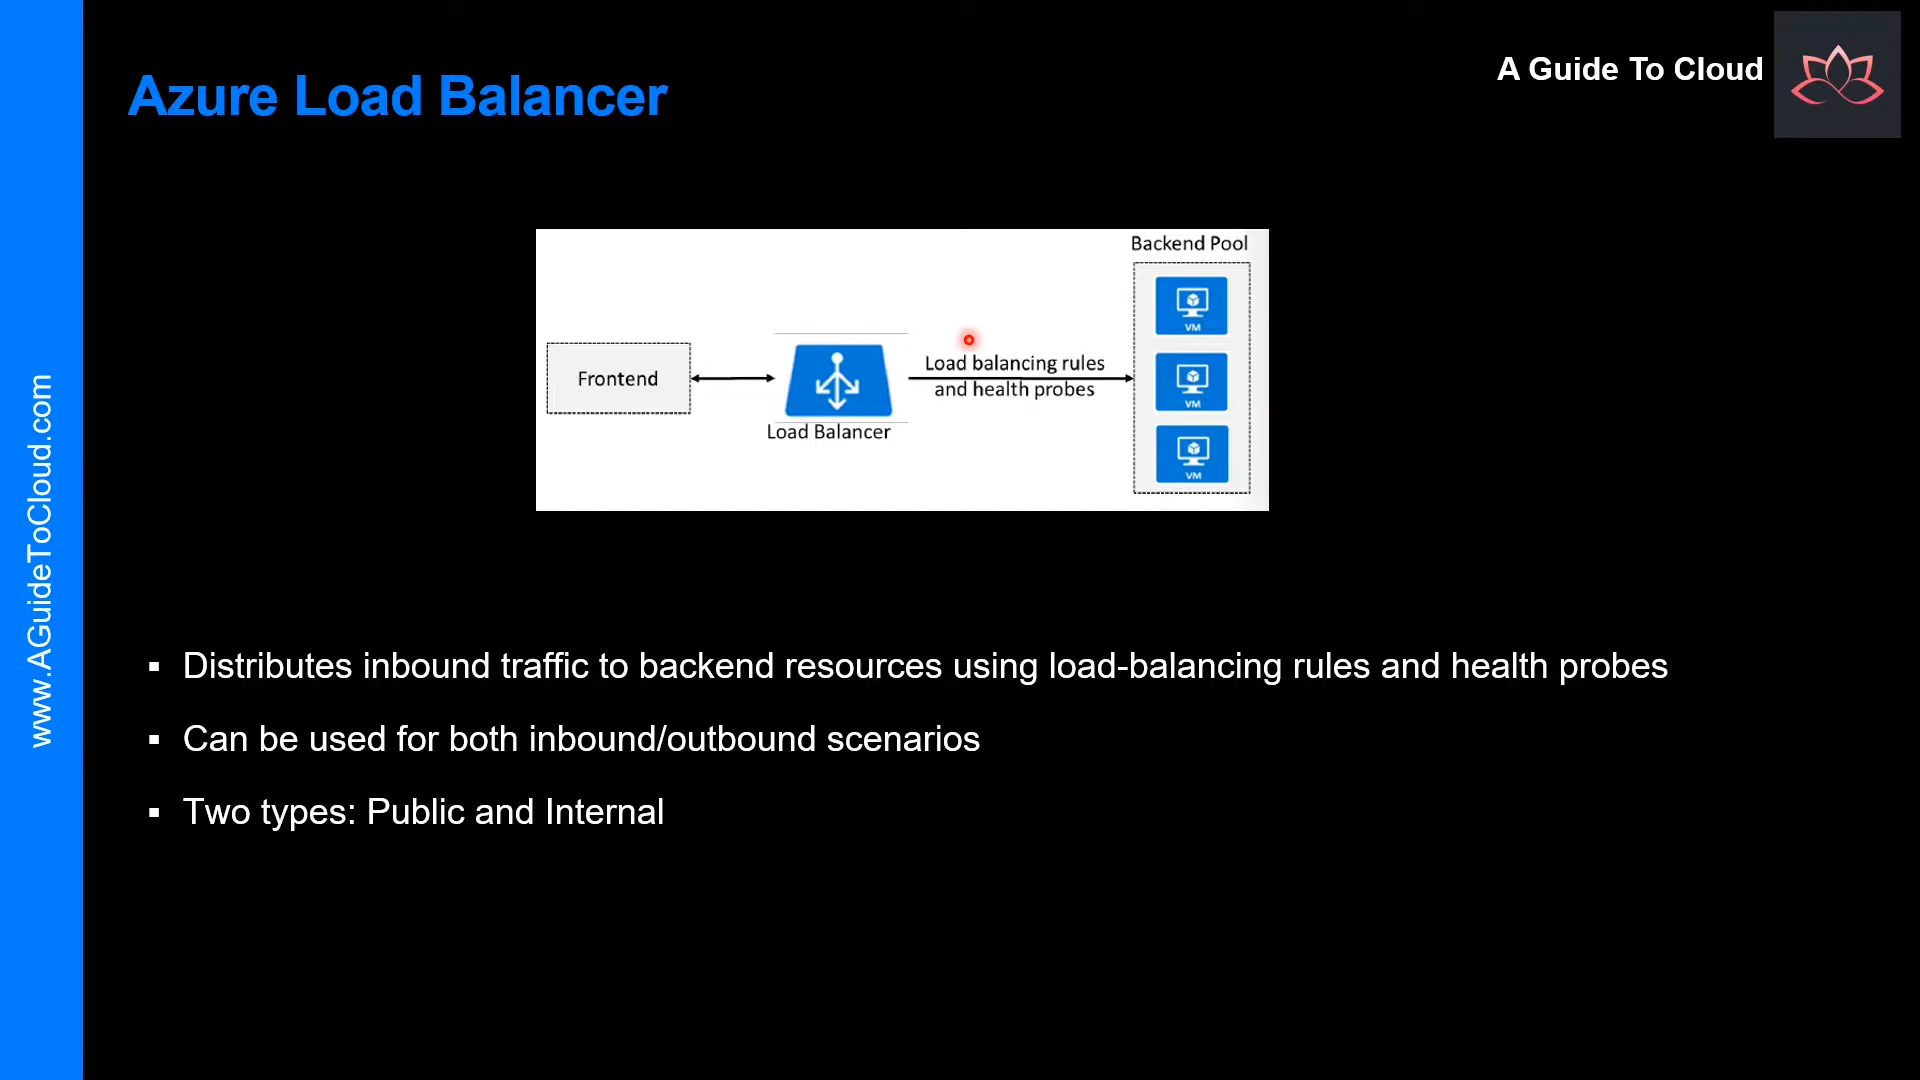 Azure Load Balancer
A Guide To Cloud
www.AGuideToCloud.com
Backend Pool
VM
Frontend
Load balancing rules
and health probes
VM
Load Balancer
VM
▪ Distributes inbound traffic to backend resources using load-balancing rules and health probes
▪ Can be used for both inbound/outbound scenarios
▪ Two types: Public and Internal